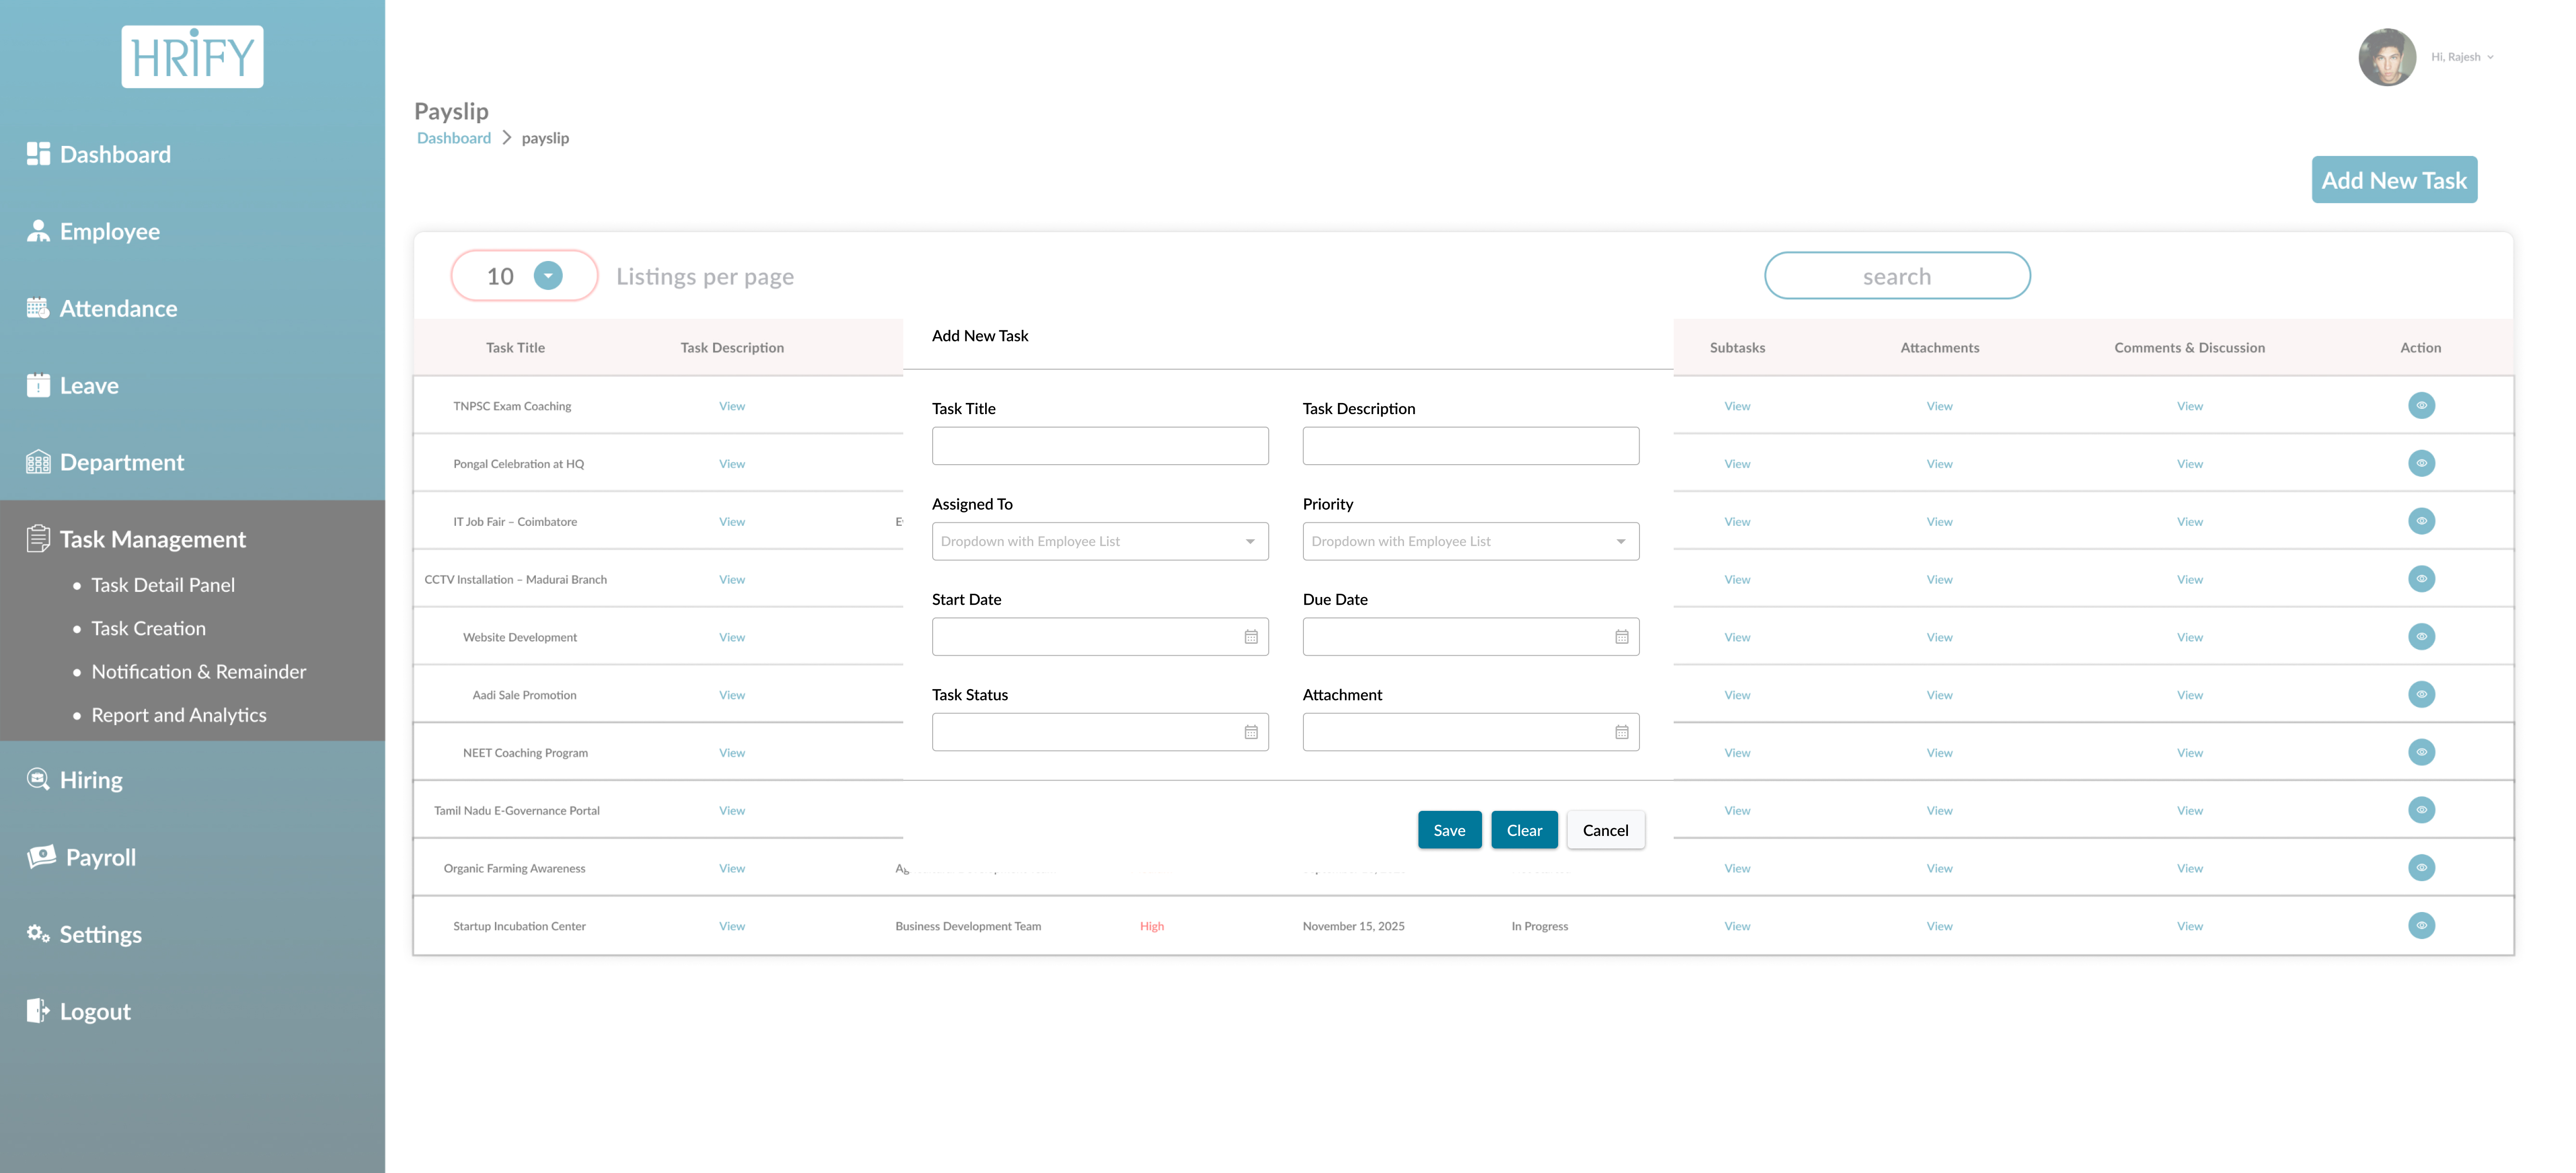 HRiFY
Dashboard
Employee
Attendance
Leave
Department
Task Management
• Task Detail Panel
• Task Creation
• Notification & Remainder
• Report and Analytics
Hiring
Payroll
Settings
Logout
Hi, Rajesh
Payslip
Dashboard > payslip
Add New Task
10 Listings per page search
Task Title Task Description Subtasks Attachments Comments & Discussion Action
TNPSC Exam Coaching View View View View
Pongal Celebration at HQ View View View View
IT Job Fair – Coimbatore View View View View
CCTV Installation – Madurai Branch View View View View
Website Development View View View View
Aadi Sale Promotion View View View View
NEET Coaching Program View View View View
Tamil Nadu E-Governance Portal View View View View
Organic Farming Awareness View View View View
Startup Incubation Center View Business Development Team High November 15, 2025 In Progress View View View
Add New Task
Task Title Task Description
Assigned To Priority
Dropdown with Employee List Dropdown with Employee List
Start Date Due Date
Task Status Attachment
Save Clear Cancel